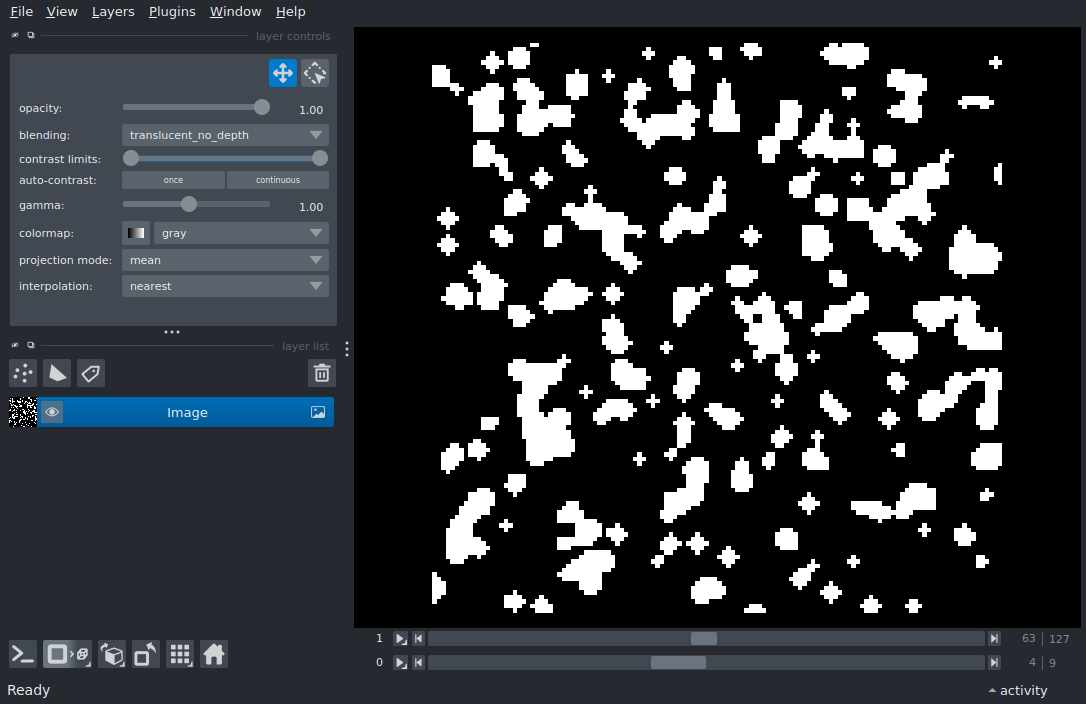 File View Layers Plugins Window Help
layer controls
opacity: 1.00
blending: translucent_no_depth
contrast limits:
auto-contrast: once continuous
gamma: 1.00
colormap: gray
projection mode: mean
interpolation: nearest
layer list
Image
1 63 127
0 4 9
Ready activity